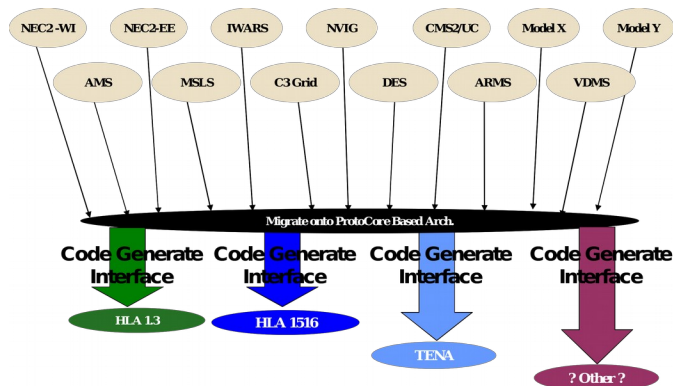 NEC2 -WI
NEC2-EE
IWARS
NVIG
CMS2/UC
Model X
Model Y
AMS
MSLS
C3 Grid
DES
ARMS
VDMS
Migrate onto ProtoCore Based Arch.
Code Generate
Interface
Code Generate
Interface
Code Generate
Interface
Code Generate
Interface
HLA 1.3
HLA 1516
TENA
? Other ?